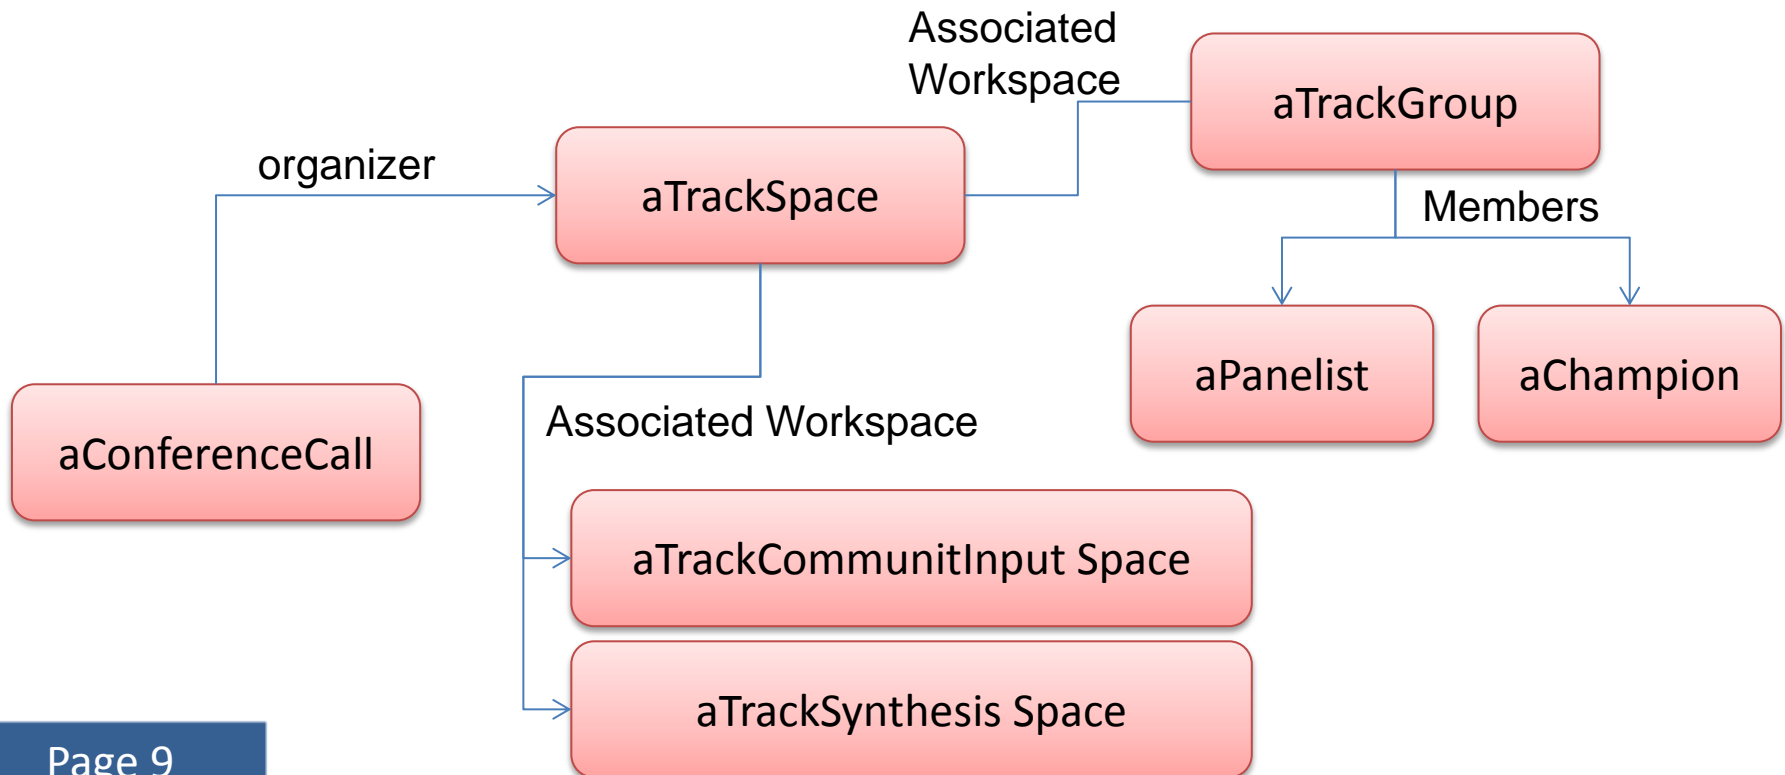 Associated
Workspace
aTrackGroup
organizer
aTrackSpace
Members
aPanelist
aChampion
Associated Workspace
aConferenceCall
aTrackCommunitInput Space
aTrackSynthesis Space
Page 9